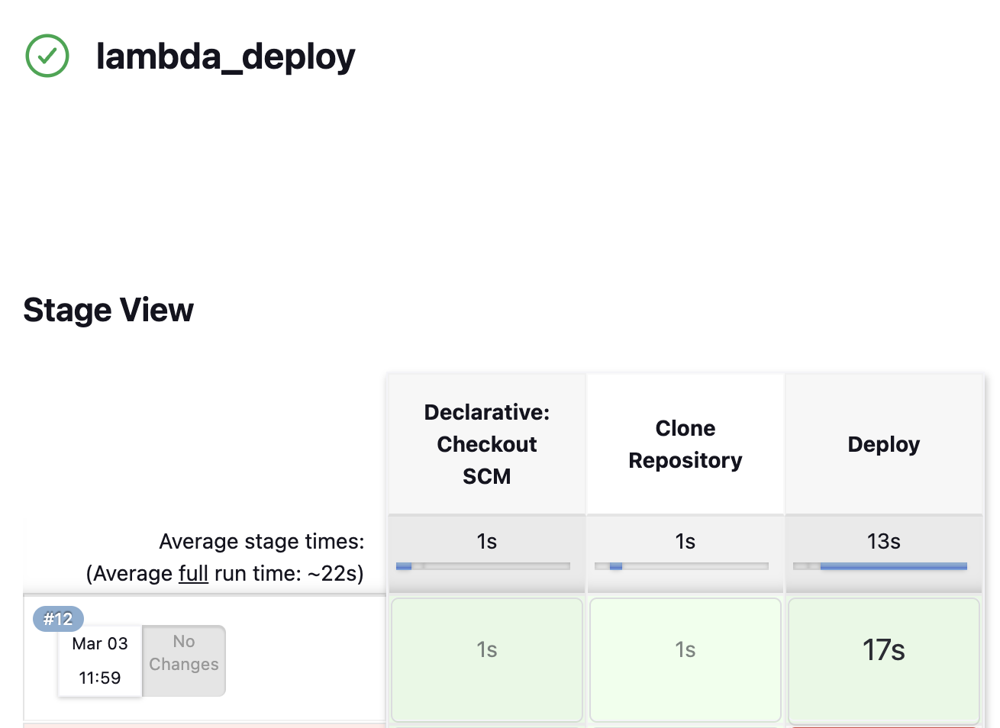 lambda_deploy
Stage View
Declarative:
Checkout
SCM
Clone
Repository
Deploy
Average stage times:
(Average full run time: ~22s)
1s
1s
13s
#12
Mar 03
11:59
No
Changes
1s
1s
17s